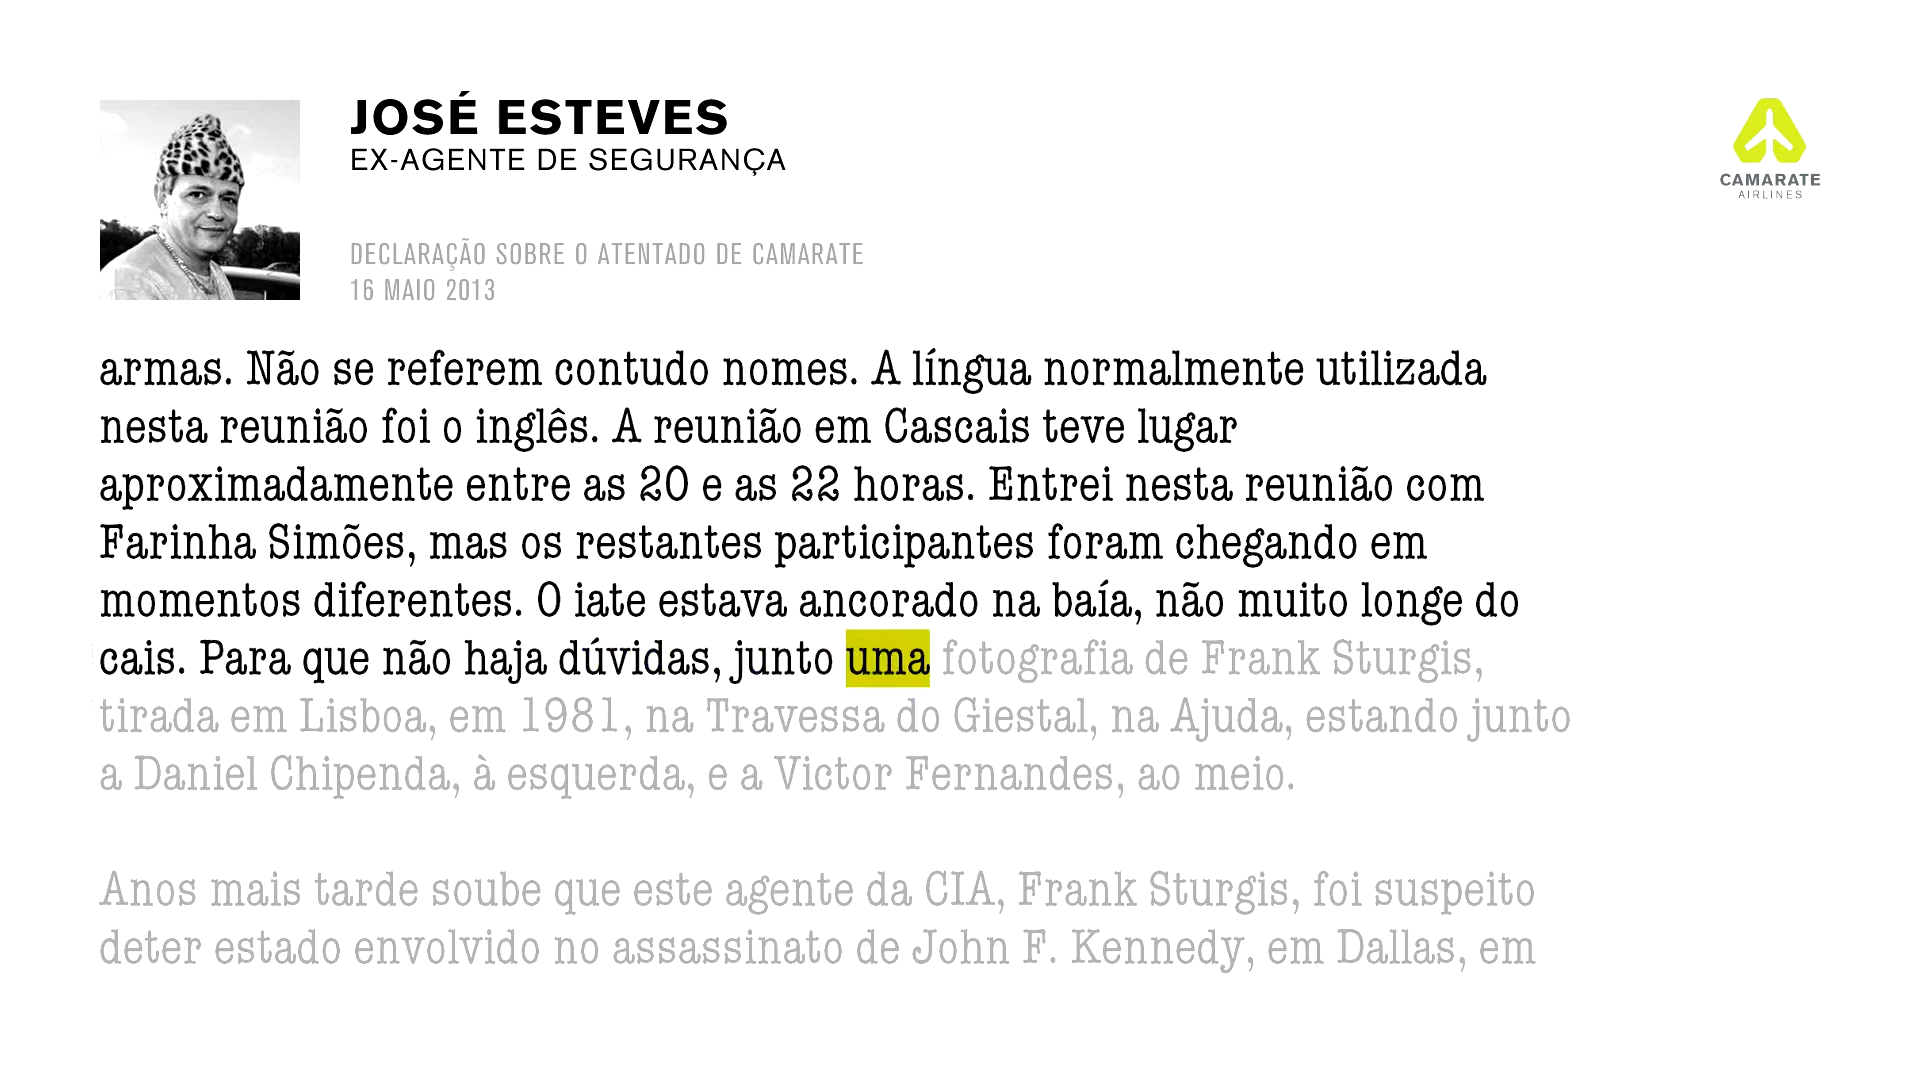 JOSÉ ESTEVES
EX-AGENTE DE SEGURANÇA
DECLARAÇÃO SOBRE O ATENTADO DE CAMARATE
16 MAIO 2013
CAMARATE
AIRLINES
armas. Não se referem contudo nomes. A língua normalmente utilizada
nesta reunião foi o inglês. A reunião em Cascais teve lugar
aproximadamente entre as 20 e as 22 horas. Entrei nesta reunião com
Farinha Simões, mas os restantes participantes foram chegando em
momentos diferentes. O iate estava ancorado na baía, não muito longe do
cais. Para que não haja dúvidas, junto uma fotografia de Frank Sturgis,
tirada em Lisboa, em 1981, na Travessa do Giestal, na Ajuda, estando junto
a Daniel Chipenda, à esquerda, e a Victor Fernandes, ao meio.
Anos mais tarde soube que este agente da CIA, Frank Sturgis, foi suspeito
deter estado envolvido no assassinato de John F. Kennedy, em Dallas, em